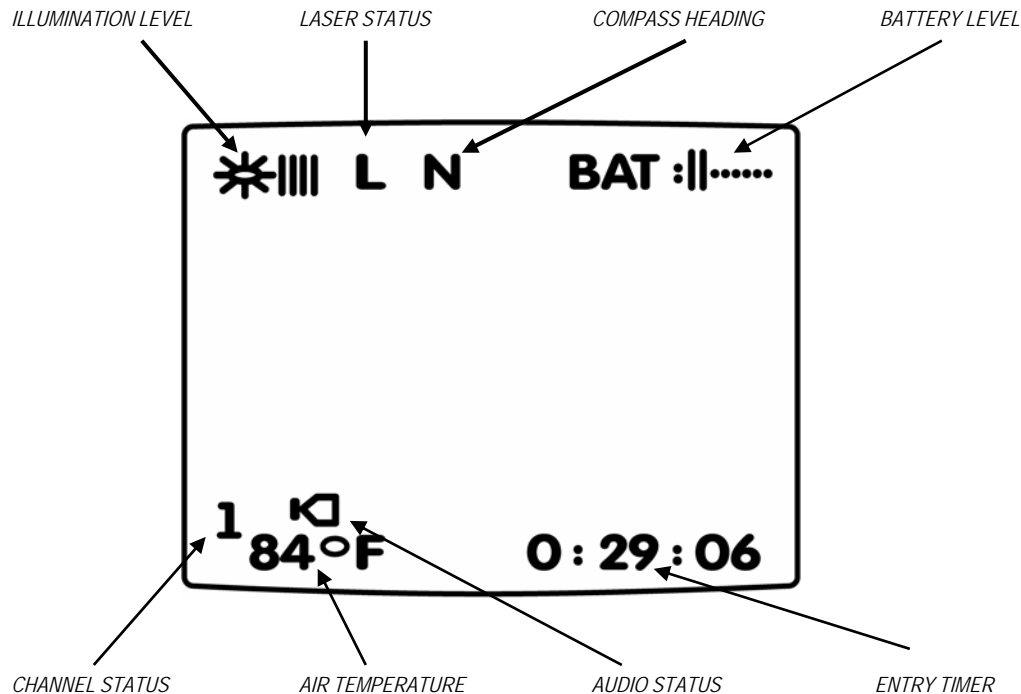 ILLUMINATION LEVEL LASER STATUS COMPASS HEADING BATTERY LEVEL
L N BAT
1
84°F 0:29:06
CHANNEL STATUS AIR TEMPERATURE AUDIO STATUS ENTRY TIMER